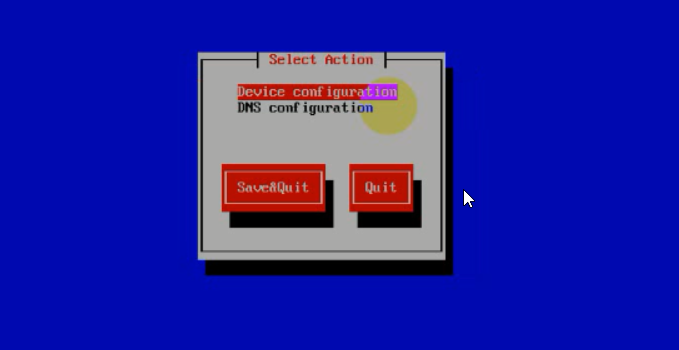 Select Action
Device configuration
DNS configuration
Save&Quit
Quit